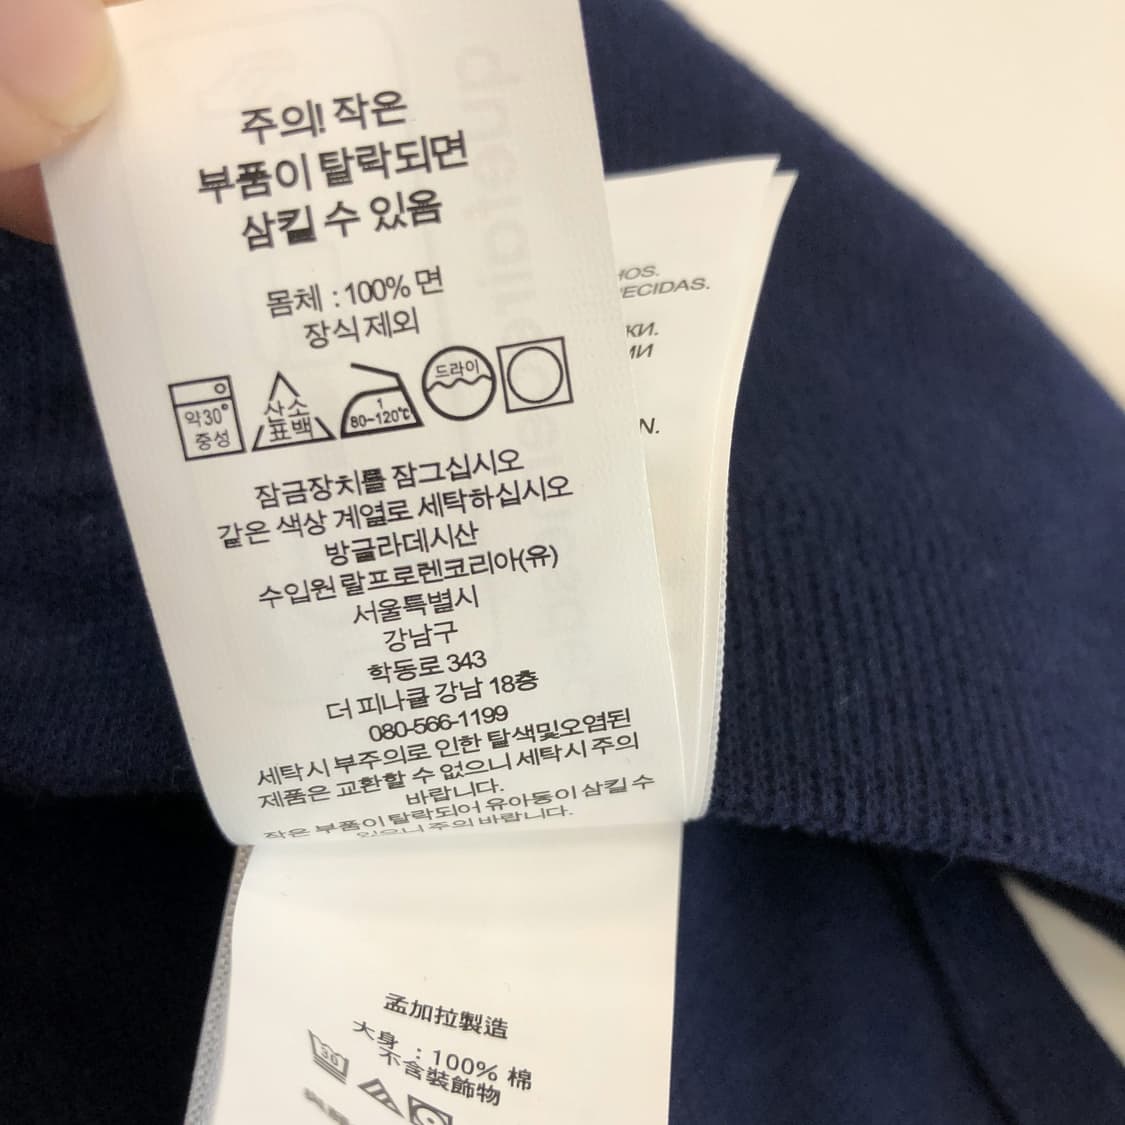 주의! 작은
부품이 탈락되면
삼킬 수 있음
몸체 : 100% 면
장식 제외
약30°
중성
산소
표백
1
80~120℃
드라이
잠금장치를 잠그십시오
같은 색상 계열로 세탁하십시오
방글라데시산
수입원 랄프로렌코리아(유)
서울특별시
강남구
학동로 343
더 피나클 강남 18층
080-566-1199
세탁시 부주의로 인한 탈색및오염된
제품은 교환할 수 없으니 세탁시 주의
바랍니다.
작은 부품이 탈락되어 유아동이 삼킬 수
있으니 주의 바랍니다.
HOS.
ECIDAS.
КИ.
МИ
N.
孟加拉製造
大身 : 100% 棉
不含裝飾物
30